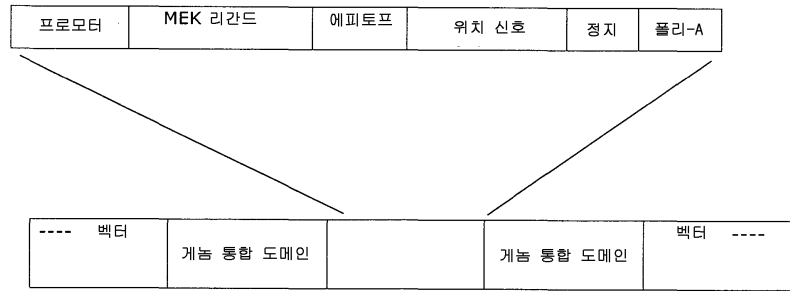 프로모터 MEK 리간드 에피토프 위치 신호 정지 폴리-A
---- 벡터 게놈 통합 도메인 게놈 통합 도메인 벡터 ----